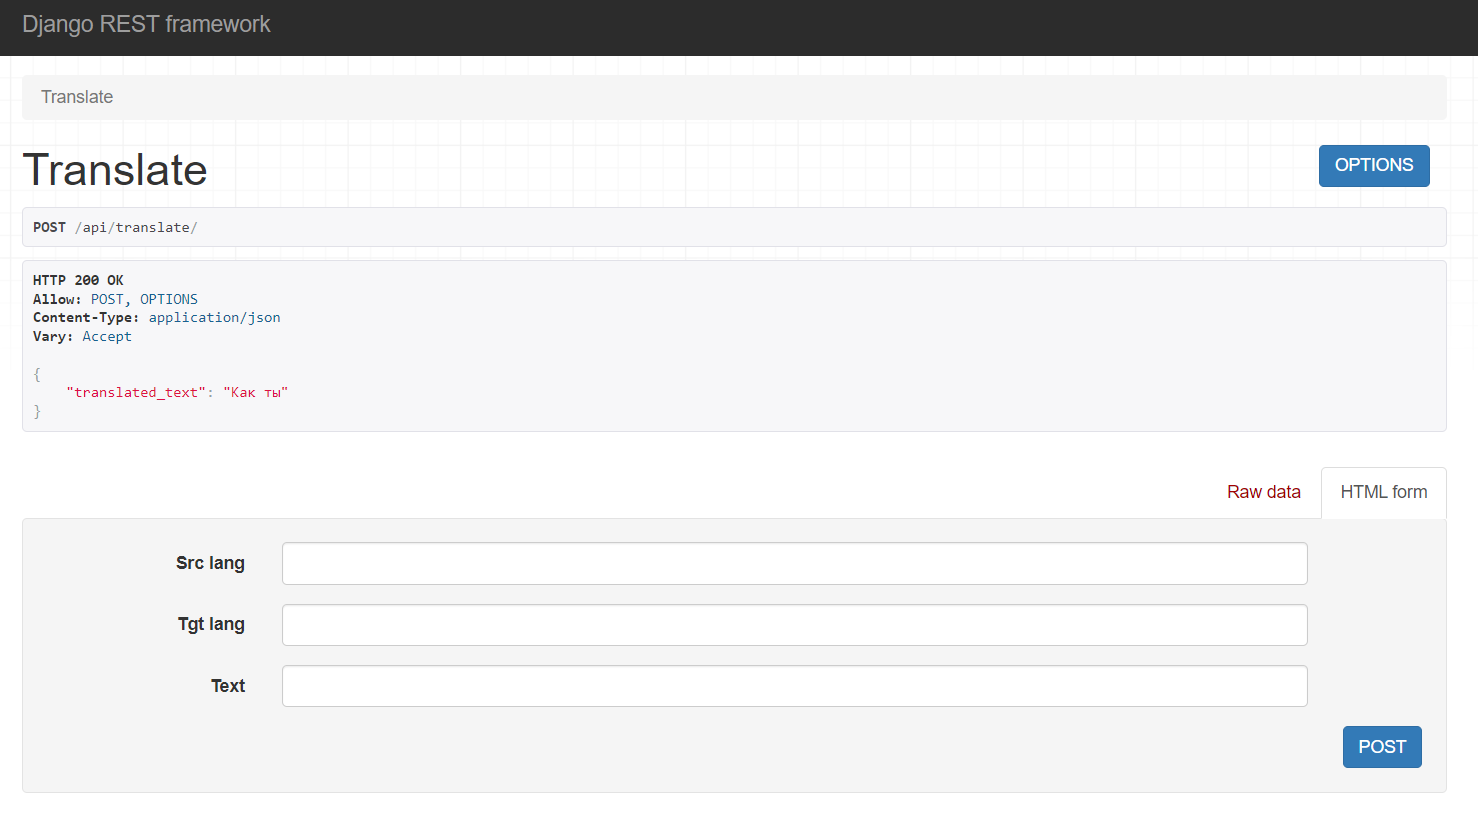 Django REST framework
Translate
Translate
OPTIONS
POST /api/translate/
HTTP 200 OK
Allow: POST, OPTIONS
Content-Type: application/json
Vary: Accept
{
    "translated_text": "Как ты"
}
Raw data
HTML form
Src lang
Tgt lang
Text
POST